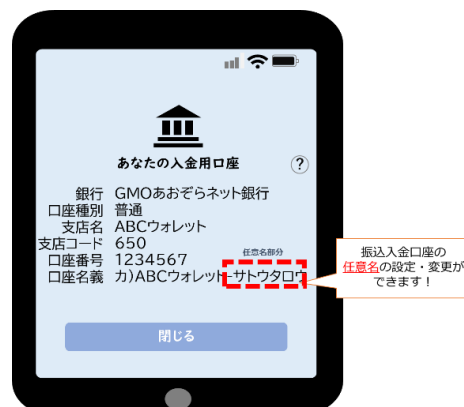 あなたの入金用口座
?
銀行 GMOあおぞらネット銀行
口座種別 普通
支店名 ABCウォレット
支店コード 650
任意名部分
口座番号 1234567
口座名義 カ)ABCウォレット-サトウタロウ
振込入金口座の
任意名の設定・変更が
できます！
閉じる